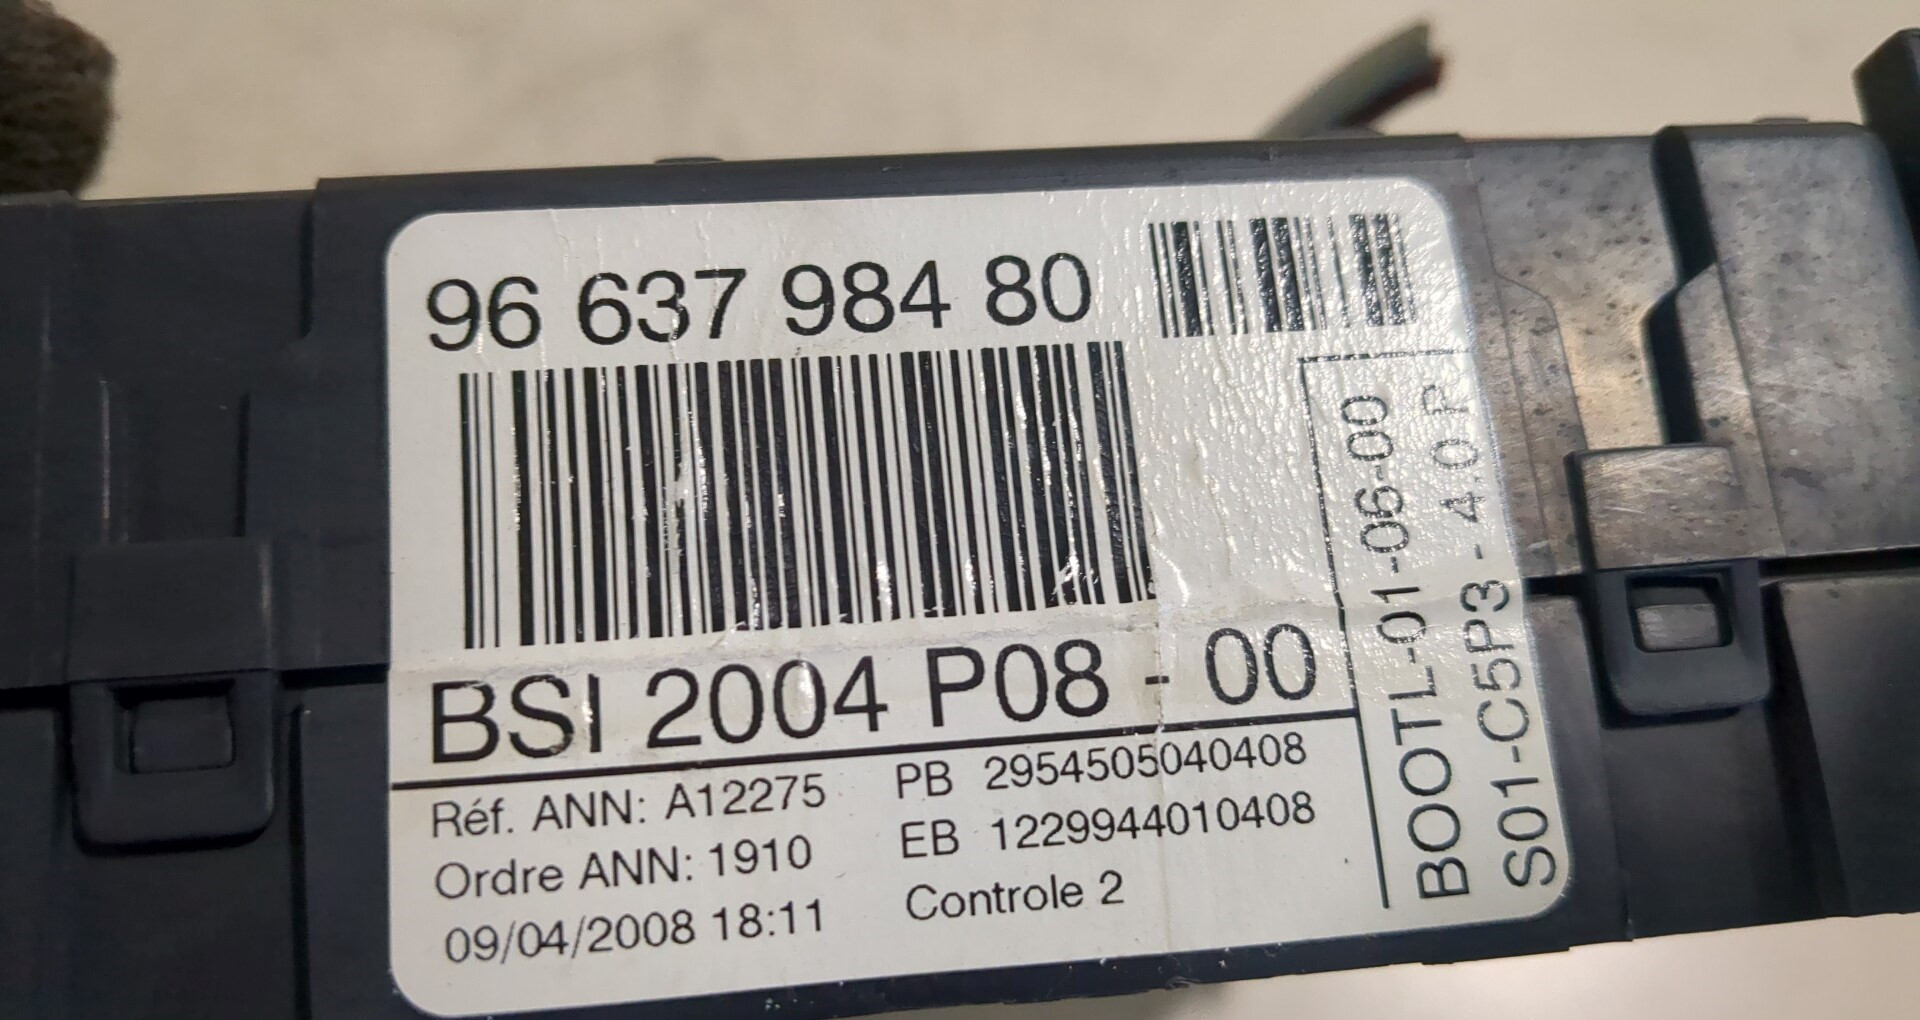 96 637 984 80
BSI 2004 P08 - 00
Réf. ANN: A12275
Ordre ANN: 1910
09/04/2008 18:11
PB 2954505040408
EB 1229944010408
Controle 2
BOOTL-01-06-00
S01-C5P3 - 4.0 P